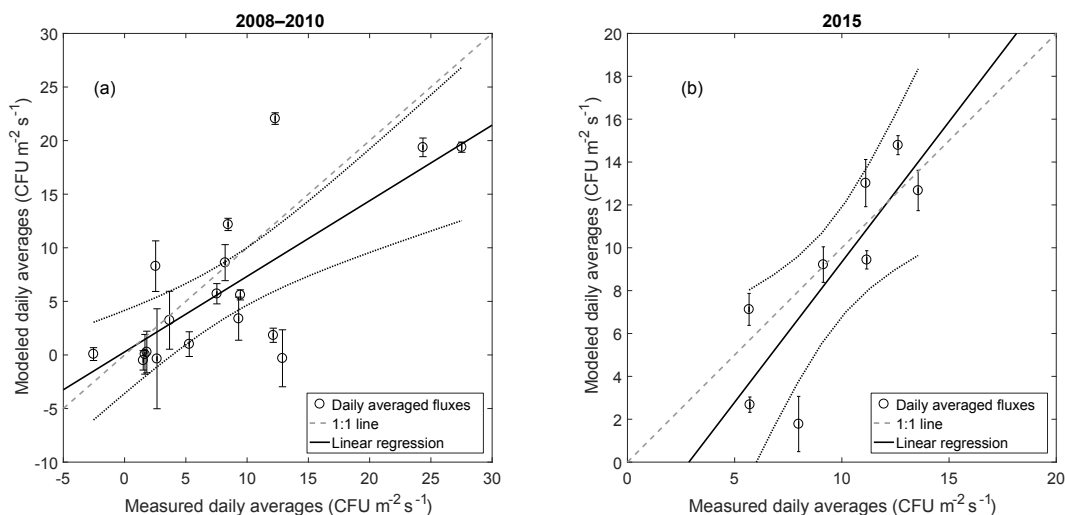 2008–2010
30
25
20
15
10
5
0
-5
-10
-5
0
5
10
15
20
25
30
(a)
Modeled daily averages (CFU m⁻² s⁻¹)
Measured daily averages (CFU m⁻² s⁻¹)
Daily averaged fluxes
1:1 line
Linear regression
2015
20
18
16
14
12
10
8
6
4
2
0
0
5
10
15
20
(b)
Modeled daily averages (CFU m⁻² s⁻¹)
Measured daily averages (CFU m⁻² s⁻¹)
Daily averaged fluxes
1:1 line
Linear regression